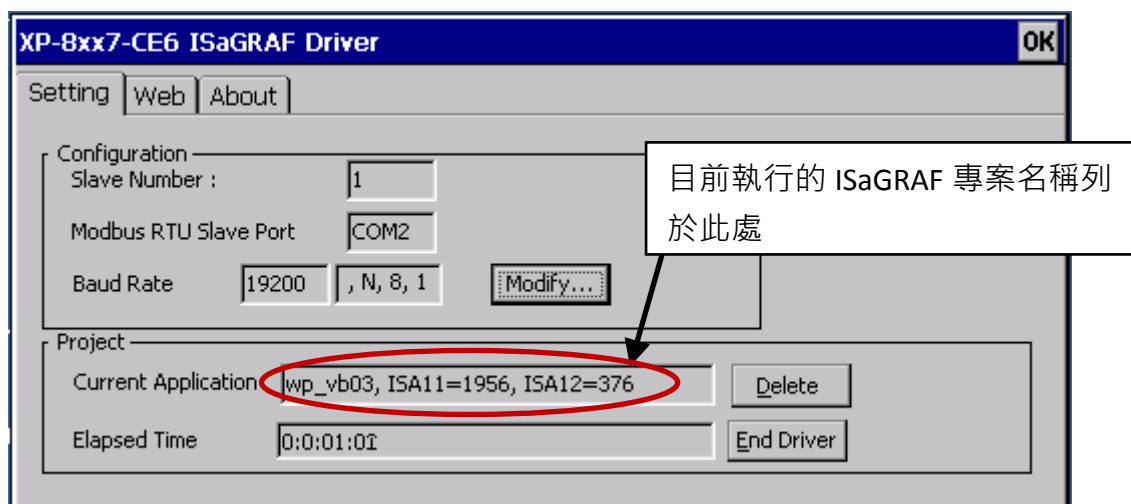 XP-8xx7-CE6 ISaGRAF Driver OK
Setting Web About
Configuration
Slave Number : 1
Modbus RTU Slave Port COM2
Baud Rate 19200 , N, 8, 1 Modify...
目前執行的 ISaGRAF 專案名稱列
於此處
Project
Current Application wp_vb03, ISA11=1956, ISA12=376 Delete
Elapsed Time 0:0:01:01 End Driver